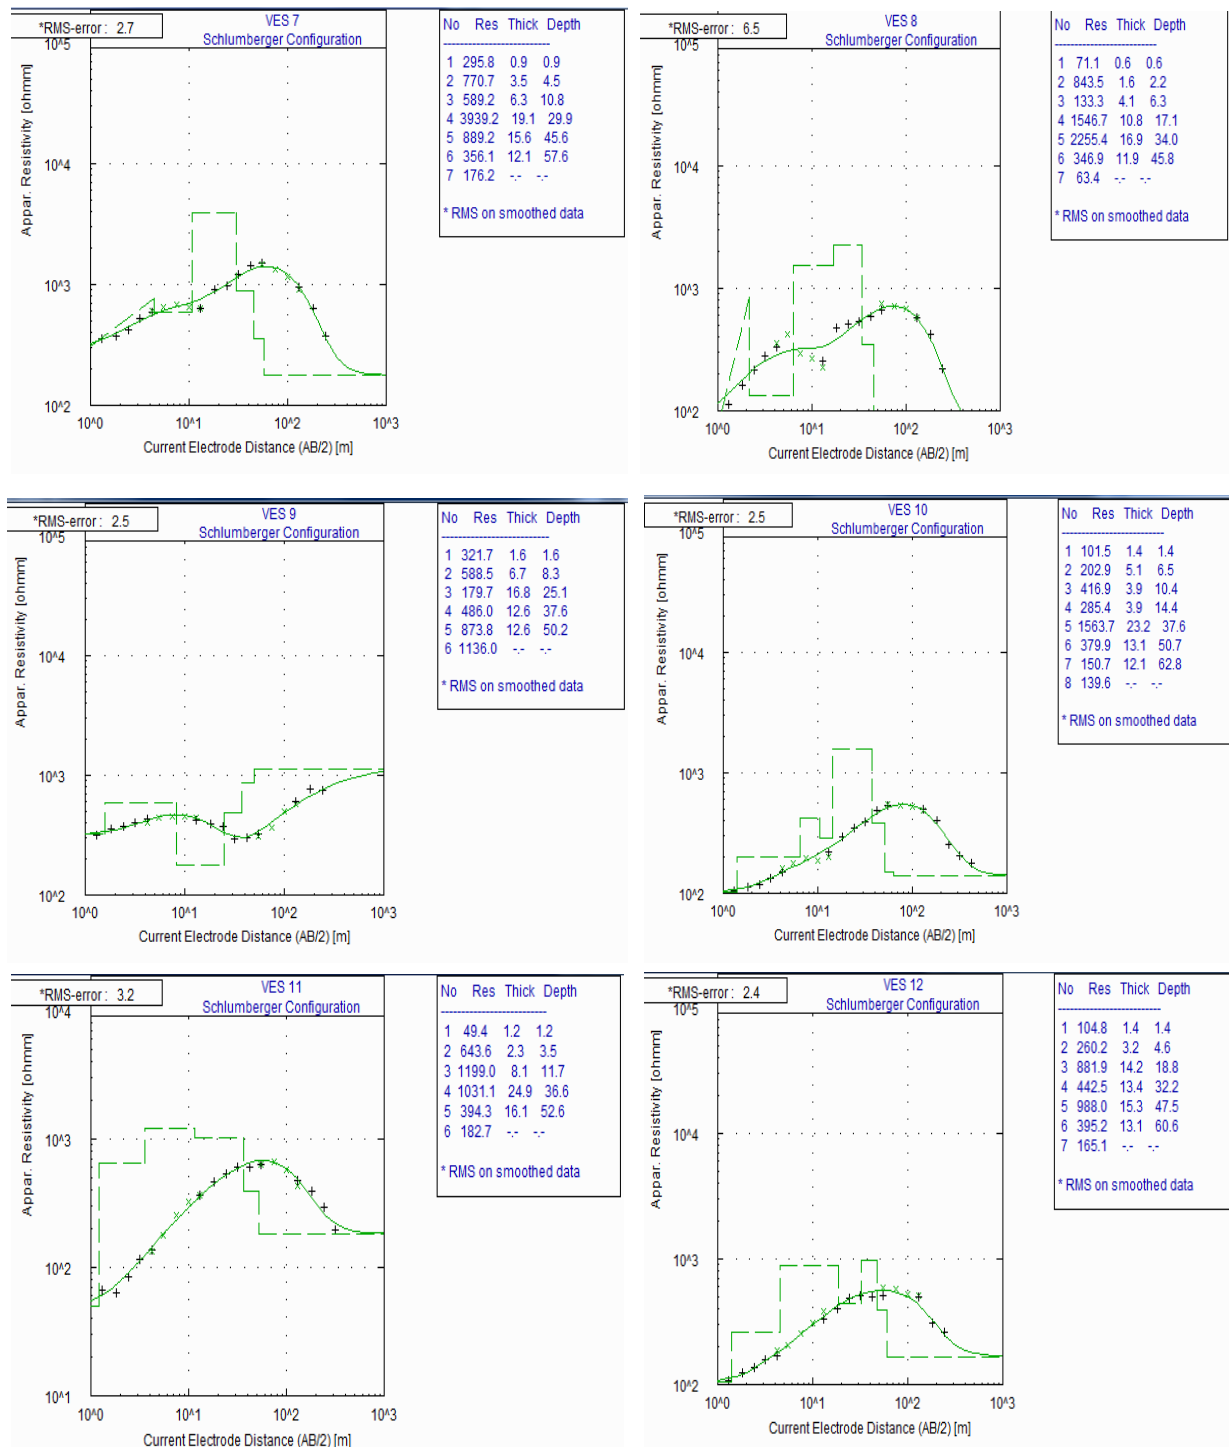 *RMS-error : 2.7
VES 7
Schlumberger Configuration
10^5
10^4
10^3
10^2
Appar. Resistivity [ohmm]
10^0 10^1 10^2 10^3
Current Electrode Distance (AB/2) [m]
No Res Thick Depth
1 295.8 0.9 0.9
2 770.7 3.5 4.5
3 589.2 6.3 10.8
4 3939.2 19.1 29.9
5 889.2 15.6 45.6
6 356.1 12.1 57.6
7 176.2 -.- -.-
* RMS on smoothed data
*RMS-error : 6.5
VES 8
Schlumberger Configuration
10^5
10^4
10^3
10^2
Appar. Resistivity [ohmm]
10^0 10^1 10^2 10^3
Current Electrode Distance (AB/2) [m]
No Res Thick Depth
1 71.1 0.6 0.6
2 843.5 1.6 2.2
3 133.3 4.1 6.3
4 1546.7 10.8 17.1
5 2255.4 16.9 34.0
6 346.9 11.9 45.8
7 63.4 -.- -.-
* RMS on smoothed data
*RMS-error : 2.5
VES 9
Schlumberger Configuration
10^5
10^4
10^3
10^2
Appar. Resistivity [ohmm]
10^0 10^1 10^2 10^3
Current Electrode Distance (AB/2) [m]
No Res Thick Depth
1 321.7 1.6 1.6
2 588.5 6.7 8.3
3 179.7 16.8 25.1
4 486.0 12.6 37.6
5 873.8 12.6 50.2
6 1136.0 -.- -.-
* RMS on smoothed data
*RMS-error : 2.5
VES 10
Schlumberger Configuration
10^5
10^4
10^3
10^2
Appar. Resistivity [ohmm]
10^0 10^1 10^2 10^3
Current Electrode Distance (AB/2) [m]
No Res Thick Depth
1 101.5 1.4 1.4
2 202.9 5.1 6.5
3 416.9 3.9 10.4
4 285.4 3.9 14.4
5 1563.7 23.2 37.6
6 379.9 13.1 50.7
7 150.7 12.1 62.8
8 139.6 -.- -.-
* RMS on smoothed data
*RMS-error : 3.2
VES 11
Schlumberger Configuration
10^4
10^3
10^2
10^1
Appar. Resistivity [ohmm]
10^0 10^1 10^2 10^3
Current Electrode Distance (AB/2) [m]
No Res Thick Depth
1 49.4 1.2 1.2
2 643.6 2.3 3.5
3 1199.0 8.1 11.7
4 1031.1 24.9 36.6
5 394.3 16.1 52.6
6 182.7 -.- -.-
* RMS on smoothed data
*RMS-error : 2.4
VES 12
Schlumberger Configuration
10^5
10^4
10^3
10^2
Appar. Resistivity [ohmm]
10^0 10^1 10^2 10^3
Current Electrode Distance (AB/2) [m]
No Res Thick Depth
1 104.8 1.4 1.4
2 260.2 3.2 4.6
3 881.9 14.2 18.8
4 442.5 13.4 32.2
5 988.0 15.3 47.5
6 395.2 13.1 60.6
7 165.1 -.- -.-
* RMS on smoothed data